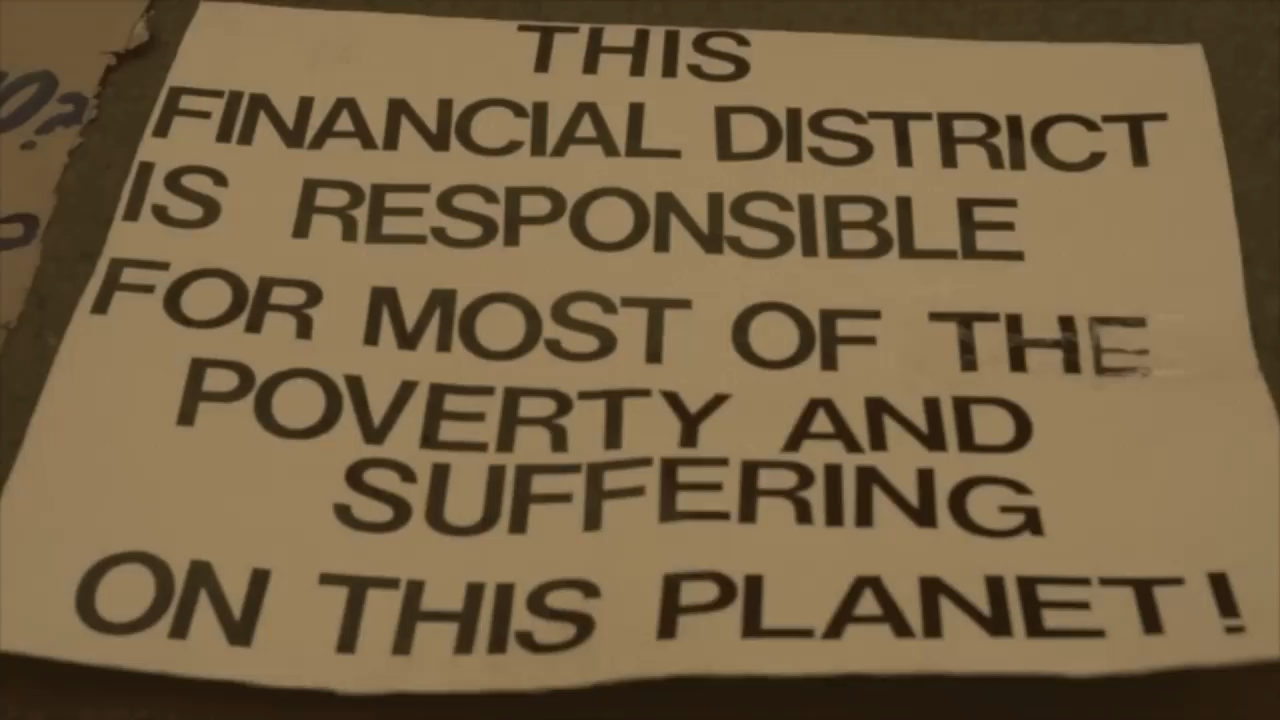 THIS
FINANCIAL DISTRICT
IS RESPONSIBLE
FOR MOST OF THE
POVERTY AND
SUFFERING
ON THIS PLANET!